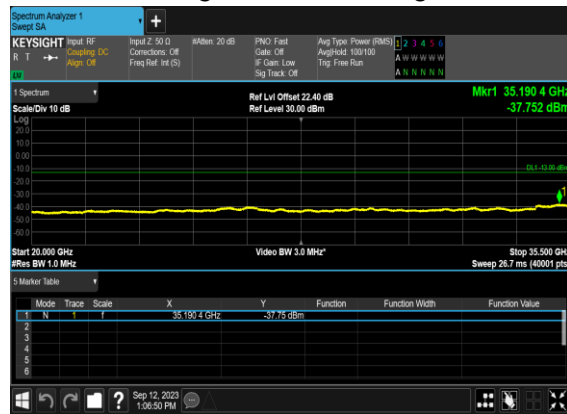 Spectrum Analyzer 1
Swept SA
+
KEYSIGHT Input: RF Input Z: 50 Ω #Atten: 20 dB PNO: Fast Avg Type: Power (RMS) 1 2 3 4 5 6
R T Coupling: DC Corrections: Off Gate: Off Avg|Hold: 100/100 A W W W W W
Align: Off Freq Ref: Int (S) IF Gain: Low Trig: Free Run
Sig Track: Off A N N N N N
1 Spectrum
Ref Lvl Offset 22.40 dB Mkr1 35.190 4 GHz
Scale/Div 10 dB Ref Level 30.00 dBm -37.752 dBm
Log
20.0
10.0
0.00
-10.0 DL1 -13.00 dBm
-20.0
-30.0 1
-40.0
-50.0
-60.0
Start 20.000 GHz Video BW 3.0 MHz* Stop 35.500 GHz
#Res BW 1.0 MHz Sweep 26.7 ms (40001 pts)
5 Marker Table
Mode Trace Scale X Y Function Function Width Function Value
1 N 1 f 35.190 4 GHz -37.75 dBm
2
3
4
5
6
? Sep 12, 2023
1:06:50 PM